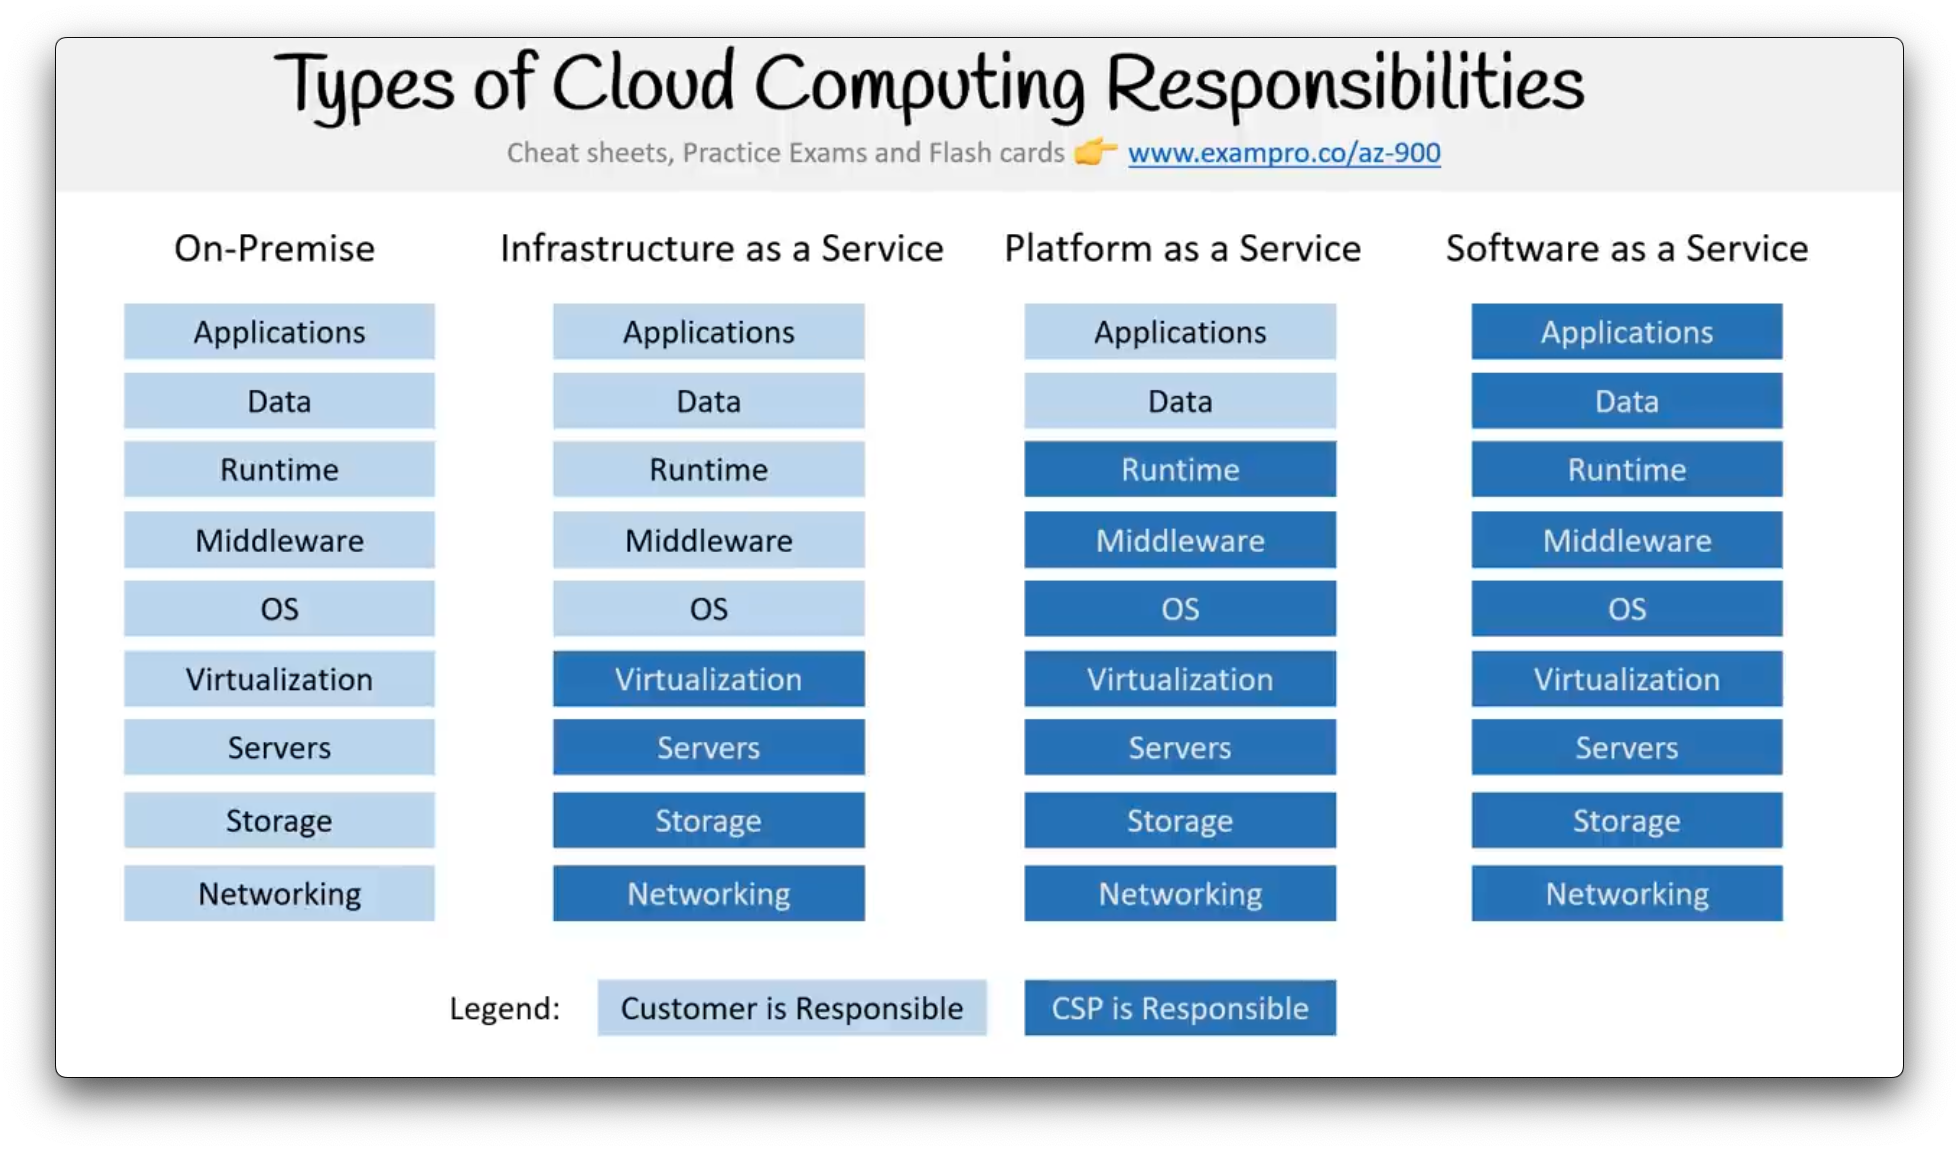 Types of Cloud Computing Responsibilities
Cheat sheets, Practice Exams and Flash cards 👉 www.exampro.co/az-900
On-Premise
Applications
Data
Runtime
Middleware
OS
Virtualization
Servers
Storage
Networking
Infrastructure as a Service
Applications
Data
Runtime
Middleware
OS
Virtualization
Servers
Storage
Networking
Platform as a Service
Applications
Data
Runtime
Middleware
OS
Virtualization
Servers
Storage
Networking
Software as a Service
Applications
Data
Runtime
Middleware
OS
Virtualization
Servers
Storage
Networking
Legend: Customer is Responsible CSP is Responsible